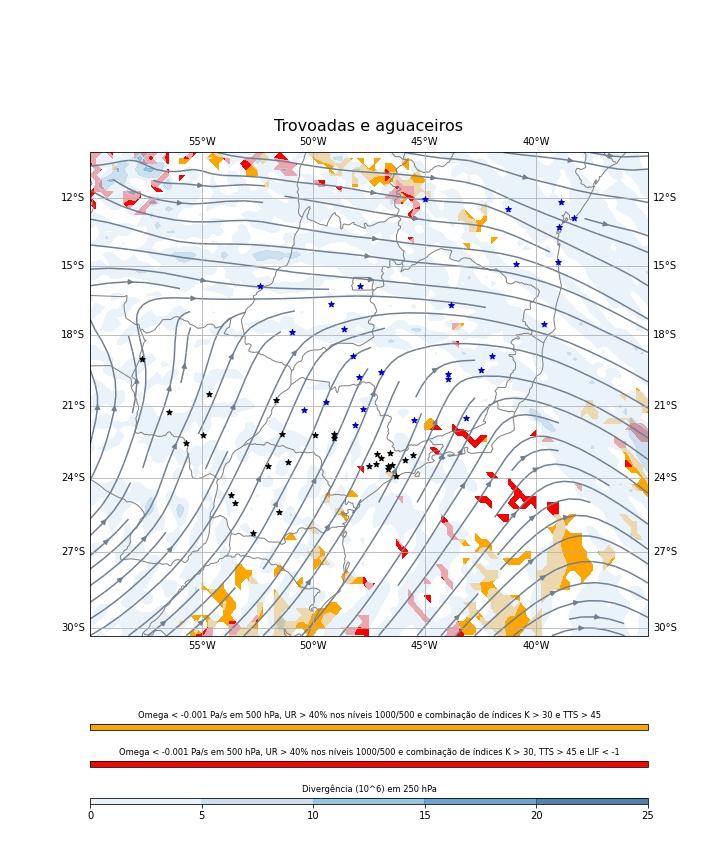 Trovoadas e aguaceiros
55°W 50°W 45°W 40°W
12°S 12°S
15°S 15°S
18°S 18°S
21°S 21°S
24°S 24°S
27°S 27°S
30°S 30°S
55°W 50°W 45°W 40°W
Omega < -0.001 Pa/s em 500 hPa, UR > 40% nos níveis 1000/500 e combinação de índices K > 30 e TTS > 45
Omega < -0.001 Pa/s em 500 hPa, UR > 40% nos níveis 1000/500 e combinação de índices K > 30, TTS > 45 e LIF < -1
Divergência (10^6) em 250 hPa
0 5 10 15 20 25